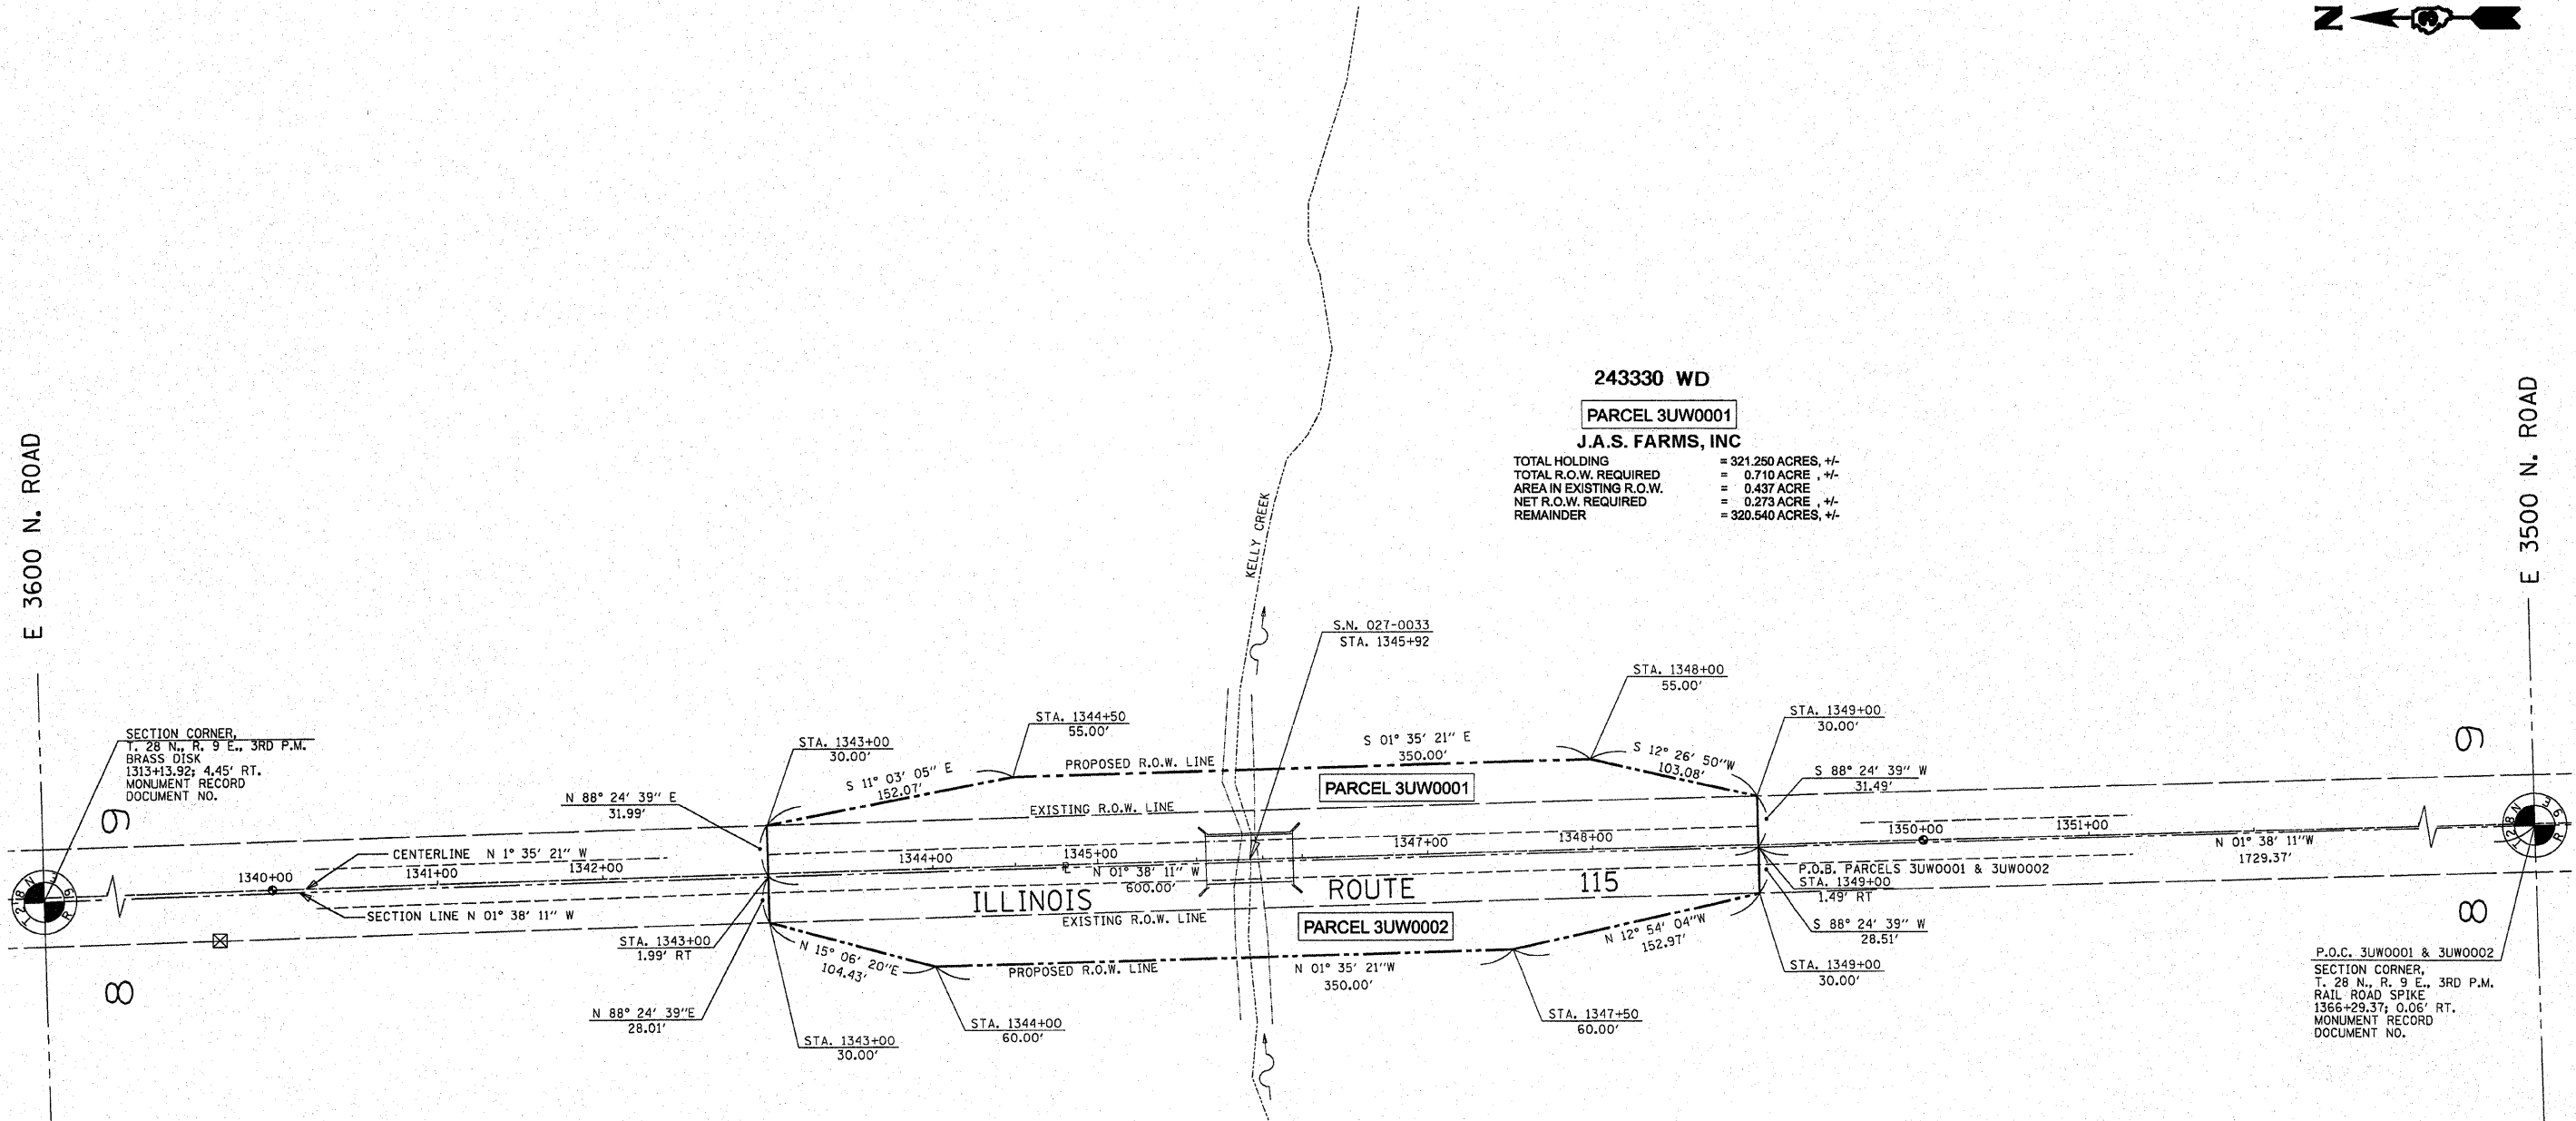 N
243330 WD
PARCEL 3UW0001
J.A.S. FARMS, INC
TOTAL HOLDING = 321.250 ACRES, +/-
TOTAL R.O.W. REQUIRED = 0.710 ACRE , +/-
AREA IN EXISTING R.O.W. = 0.437 ACRE
NET R.O.W. REQUIRED = 0.273 ACRE , +/-
REMAINDER = 320.540 ACRES, +/-
E 3600 N. ROAD
E 3500 N. ROAD
KELLY CREEK
S.N. 027-0033
STA. 1345+92
STA. 1348+00
55.00'
STA. 1344+50
55.00'
STA. 1349+00
30.00'
STA. 1343+00
30.00'
SECTION CORNER,
T. 28 N., R. 9 E., 3RD P.M.
BRASS DISK
1313+13.92; 4.45' RT.
MONUMENT RECORD
DOCUMENT NO.
S 11° 03' 05" E
152.07'
PROPOSED R.O.W. LINE
S 01° 35' 21" E
350.00'
S 12° 26' 50"W
103.08'
S 88° 24' 39" W
31.49'
PARCEL 3UW0001
N 88° 24' 39" E
31.99'
EXISTING R.O.W. LINE
9
9
CENTERLINE N 1° 35' 21" W
1340+00
1341+00
1342+00
1344+00
1345+00
1347+00
1348+00
1350+00
1351+00
N 01° 38' 11" W
600.00'
N 01° 38' 11"W
1729.37'
SECTION LINE N 01° 38' 11" W
T 28 N
R 9 E
T 28 N
R 9 E
ILLINOIS ROUTE 115
P.O.B. PARCELS 3UW0001 & 3UW0002
STA. 1349+00
1.49' RT
EXISTING R.O.W. LINE
PARCEL 3UW0002
S 88° 24' 39" W
28.51'
STA. 1343+00
1.99' RT
N 15° 06' 20"E
104.43'
PROPOSED R.O.W. LINE
N 01° 35' 21"W
350.00'
N 12° 54' 04"W
152.97'
STA. 1349+00
30.00'
8
8
N 88° 24' 39"E
28.01'
STA. 1343+00
30.00'
STA. 1344+00
60.00'
STA. 1347+50
60.00'
P.O.C. 3UW0001 & 3UW0002
SECTION CORNER,
T. 28 N., R. 9 E., 3RD P.M.
RAIL ROAD SPIKE
1366+29.37; 0.06' RT.
MONUMENT RECORD
DOCUMENT NO.